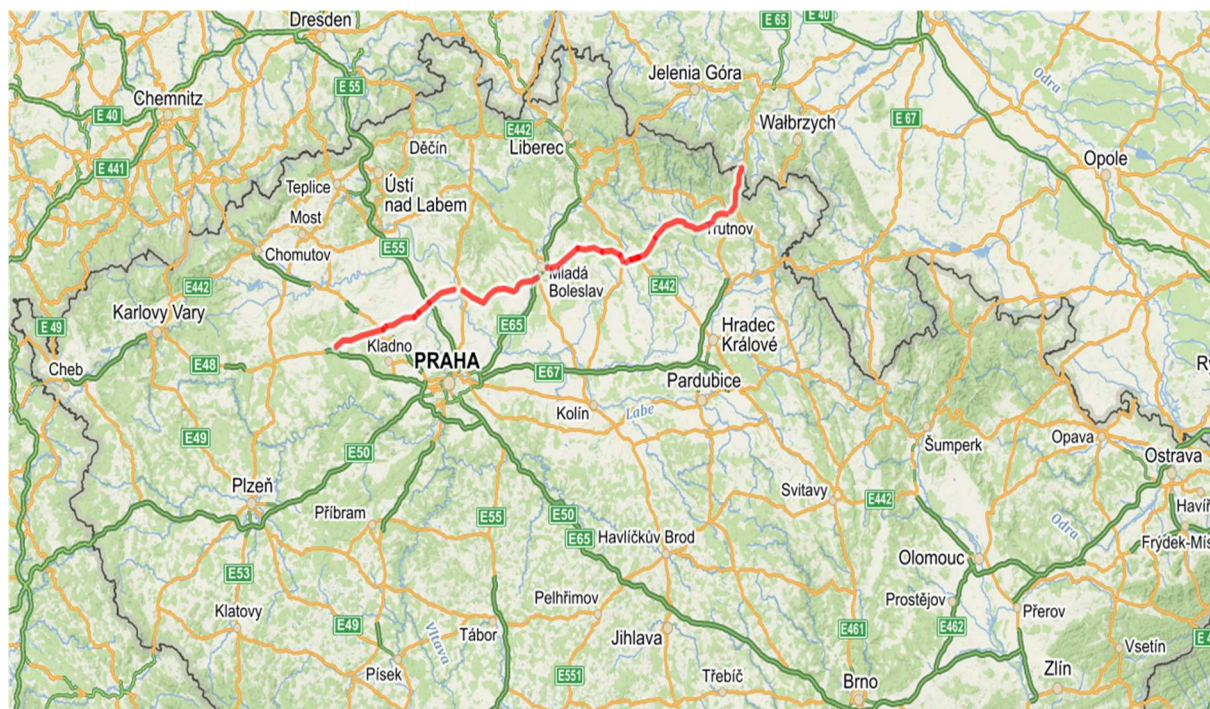 Dresden
E 65
E 40
E 55
Jelenia Góra
Odra
Chemnitz
E 40
E442
Wałbrzych
E 67
Děčín
Liberec
E 441
Opole
Teplice
Ústí
nad Labem
Most
Trutnov
Chomutov
E55
Mladá
Boleslav
E442
E442
Karlovy Vary
E 49
E65
Hradec
Králové
Kladno
PRAHA
E 48
Cheb
E67
Pardubice
Kolín
Labe
E49
Šumperk
Opava
E50
Ostrava
Plzeň
Svitavy
E442
Příbram
E55
E50
Odra
E65
Havlíčkův Brod
Olomouc
E53
Pelhřimov
Prostějov
Přerov
Klatovy
E49
Vltava
Tábor
Jihlava
E461
E462
Vsetín
Písek
E551
Třebíč
Brno
Zlín